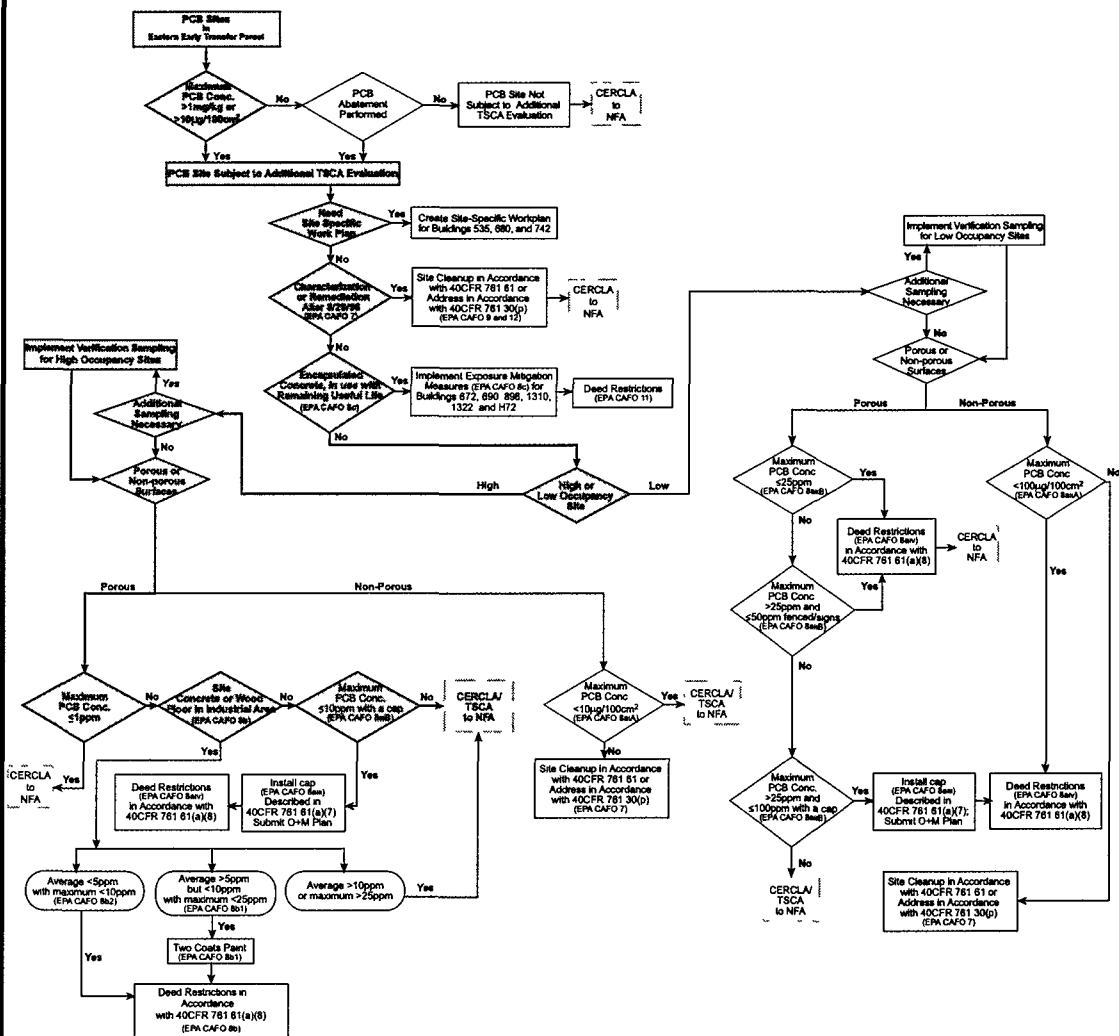 PCB Sites
in
Eastern Early Transfer Parcel
Maximum
PCB Conc.
>1mg/kg or
>10µg/100cm²
No
PCB
Abatement
Performed
No
PCB Site Not
Subject to Additional
TSCA Evaluation
CERCLA
to
NFA
Yes
Yes
PCB Site Subject to Additional TSCA Evaluation
Need
Site Specific
Work Plan
Yes
Create Site-Specific Workplan
for Buildings 535, 680, and 742
No
Characterization
or Remediation
After 8/28/98
(EPA CAFO 7)
Yes
Site Cleanup in Accordance
with 40CFR 761 61 or
Address in Accordance
with 40CFR 761 30(p)
(EPA CAFO 9 and 12)
CERCLA
to
NFA
No
Encapsulated
Concrete, in use with
Remaining Useful Life
(EPA CAFO 8c)
Yes
Implement Exposure Mitigation
Measures (EPA CAFO 8c) for
Buildings 672, 690 898, 1310,
1322 and H72
Deed Restrictions
(EPA CAFO 11)
No
High or
Low Occupancy
Site
High
Low
Implement Verification Sampling
for High Occupancy Sites
Yes
Additional
Sampling
Necessary
No
Porous or
Non-porous
Surfaces
Porous
Non-Porous
Maximum
PCB Conc.
≤1ppm
No
Site
Concrete or Wood
Floor in Industrial Area
(EPA CAFO 8b)
No
Maximum
PCB Conc.
≤10ppm with a cap
No
CERCLA/
TSCA
to NFA
Yes
CERCLA
to
NFA
Yes
Yes
Install cap
Described in
40CFR 761 61(a)(7)
Submit O+M Plan
Deed Restrictions
in Accordance with
40CFR 761 61(a)(8)
Average <5ppm
with maximum <10ppm
(EPA CAFO 8b2)
Average >5ppm
but <10ppm
with maximum <25ppm
(EPA CAFO 8b1)
Average >10ppm
or maximum >25ppm
Yes
Yes
Two Coats Paint
(EPA CAFO 8b1)
Yes
Deed Restrictions in
Accordance
with 40CFR 761 61(a)(8)
(EPA CAFO 8b)
Maximum
PCB Conc
<10µg/100cm²
Yes
CERCLA/
TSCA
to NFA
No
Site Cleanup in Accordance
with 40CFR 761 61 or
Address in Accordance
with 40CFR 761 30(p)
(EPA CAFO 7)
Implement Verification Sampling
for Low Occupancy Sites
Yes
Additional
Sampling
Necessary
No
Porous or
Non-porous
Surfaces
Porous
Non-Porous
Maximum
PCB Conc
≤25ppm
Yes
No
Deed Restrictions
in Accordance with
40CFR 761 61(a)(8)
CERCLA
to
NFA
Maximum
PCB Conc
>25ppm and
≤50ppm fenced/signs
Yes
No
Maximum
PCB Conc.
>25ppm and
≤100ppm with a cap
Yes
Install cap
Described in
40CFR 761 61(a)(7);
Submit O+M Plan
Deed Restrictions
in Accordance with
40CFR 761 61(a)(8)
No
CERCLA/
TSCA
to NFA
Maximum
PCB Conc
<100µg/100cm²
No
Yes
Site Cleanup in Accordance
with 40CFR 761 61 or
Address in Accordance
with 40CFR 761 30(p)
(EPA CAFO 7)